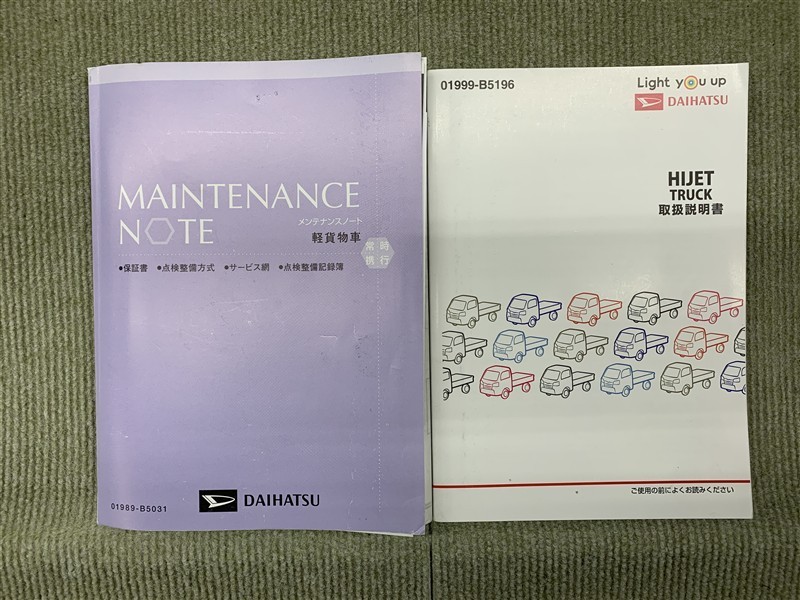 MAINTENANCE
NOTE
メンテナンスノート
軽貨物車
常時
携行
●保証書 ●点検整備方式 ●サービス網 ●点検整備記録簿
01989-B5031
DAIHATSU
01999-B5196
Light you up
DAIHATSU
HIJET
TRUCK
取扱説明書
ご使用の前によくお読みください